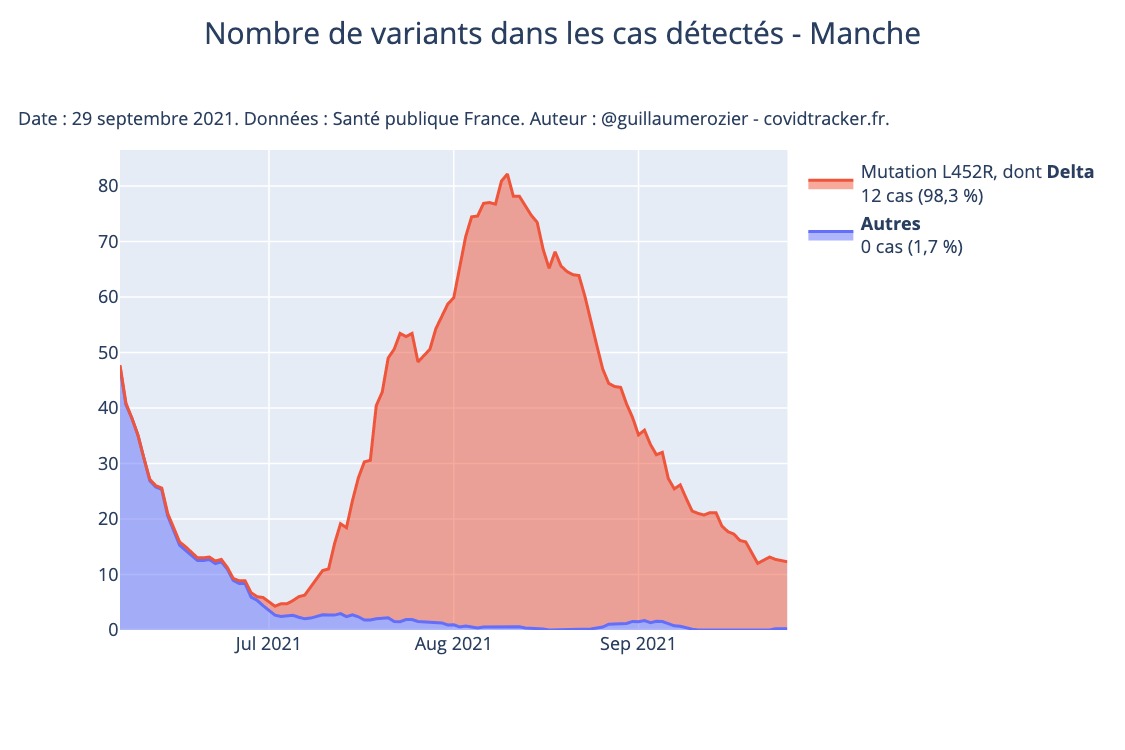 Nombre de variants dans les cas détectés - Manche
Date : 29 septembre 2021. Données : Santé publique France. Auteur : @guillaumerozier - covidtracker.fr.
Mutation L452R, dont Delta
12 cas (98,3 %)
Autres
0 cas (1,7 %)
80
70
60
50
40
30
20
10
0
Jul 2021
Aug 2021
Sep 2021